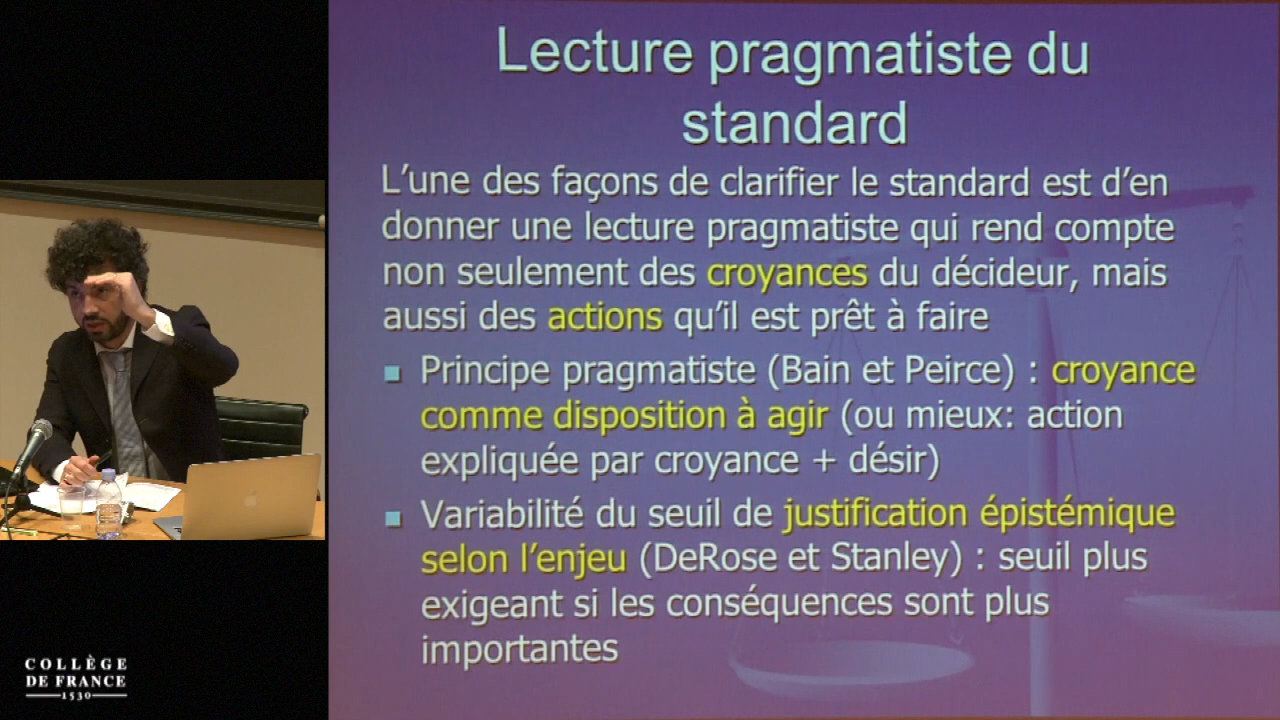 Lecture pragmatiste du
standard
L'une des façons de clarifier le standard est d'en
donner une lecture pragmatiste qui rend compte
non seulement des croyances du décideur, mais
aussi des actions qu'il est prêt à faire
Principe pragmatiste (Bain et Peirce) : croyance
comme disposition à agir (ou mieux: action
expliquée par croyance + désir)
Variabilité du seuil de justification épistémique
selon l'enjeu (DeRose et Stanley) : seuil plus
exigeant si les conséquences sont plus
importantes
COLLÈGE
DE FRANCE
1530